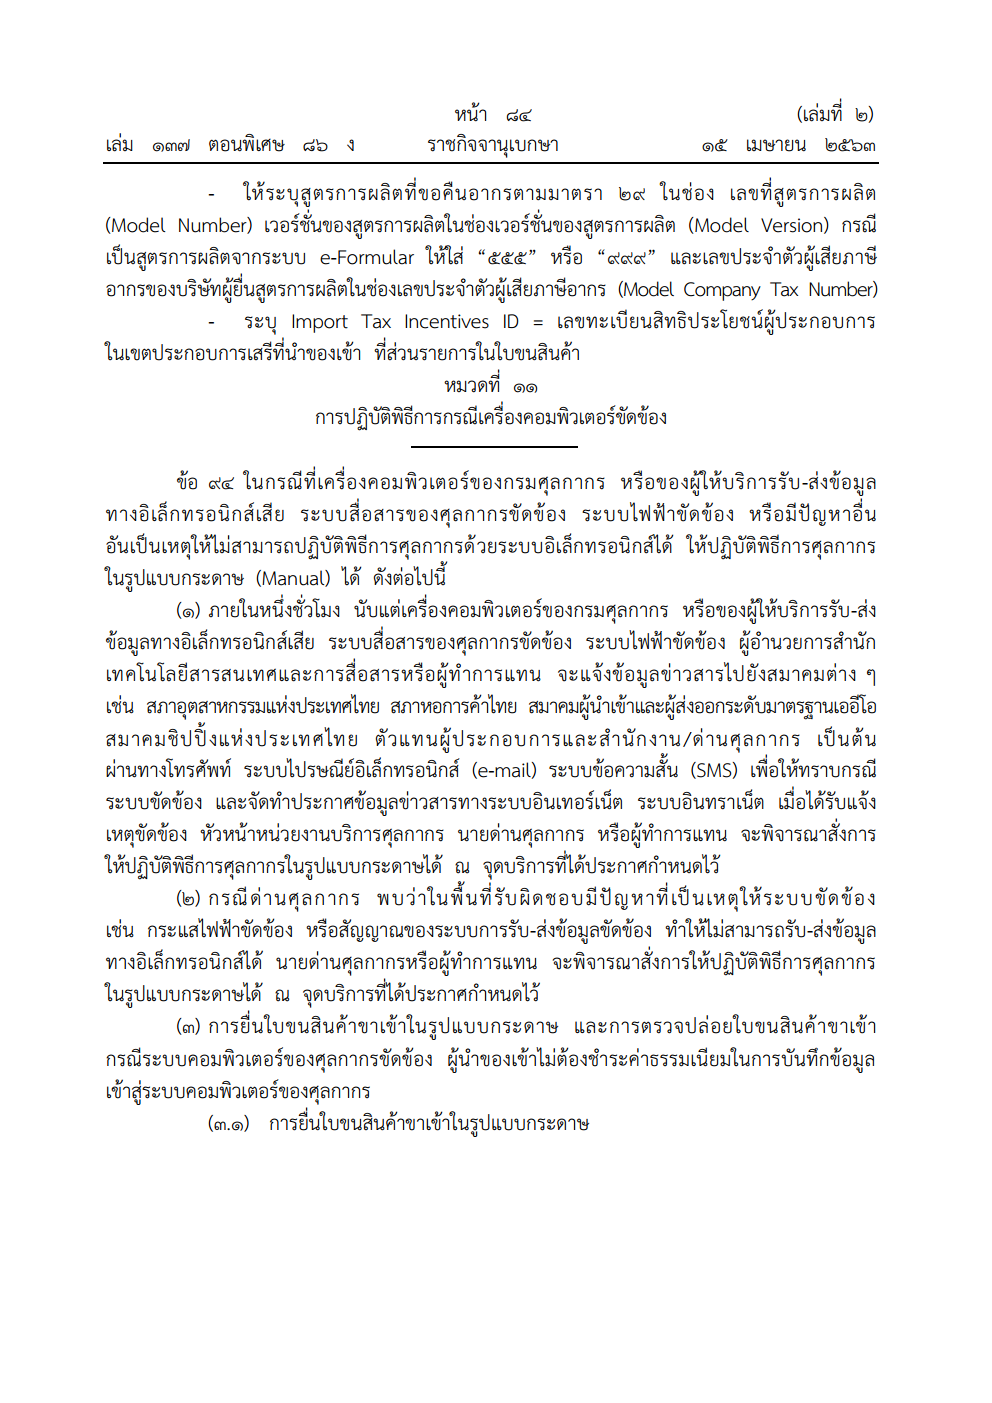 หน้า ๘๔
(เล่มที่ ๒)
เล่ม ๑๓๗ ตอนพิเศษ ๘๖ ง ราชกิจจานุเบกษา ๑๕ เมษายน ๒๕๖๓
- ให้ระบุสูตรการผลิตที่ขอคืนอากรตามมาตรา ๒๙ ในช่อง เลขที่สูตรการผลิต
(Model Number) เวอร์ชั่นของสูตรการผลิตในช่องเวอร์ชั่นของสูตรการผลิต (Model Version) กรณี
เป็นสูตรการผลิตจากระบบ e-Formular ให้ใส่ “๕๕๕” หรือ “๙๙๙” และเลขประจำตัวผู้เสียภาษี
อากรของบริษัทผู้ยื่นสูตรการผลิตในช่องเลขประจำตัวผู้เสียภาษีอากร (Model Company Tax Number)
- ระบุ Import Tax Incentives ID = เลขทะเบียนสิทธิประโยชน์ผู้ประกอบการ
ในเขตประกอบการเสรีที่นำของเข้า ที่ส่วนรายการในใบขนสินค้า
หมวดที่ ๑๑
การปฏิบัติพิธีการกรณีเครื่องคอมพิวเตอร์ขัดข้อง
ข้อ ๙๔ ในกรณีที่เครื่องคอมพิวเตอร์ของกรมศุลกากร หรือของผู้ให้บริการรับ-ส่งข้อมูล
ทางอิเล็กทรอนิกส์เสีย ระบบสื่อสารของศุลกากรขัดข้อง ระบบไฟฟ้าขัดข้อง หรือมีปัญหาอื่น
อันเป็นเหตุให้ไม่สามารถปฏิบัติพิธีการศุลกากรด้วยระบบอิเล็กทรอนิกส์ได้ ให้ปฏิบัติพิธีการศุลกากร
ในรูปแบบกระดาษ (Manual) ได้ ดังต่อไปนี้
(๑) ภายในหนึ่งชั่วโมง นับแต่เครื่องคอมพิวเตอร์ของกรมศุลกากร หรือของผู้ให้บริการรับ-ส่ง
ข้อมูลทางอิเล็กทรอนิกส์เสีย ระบบสื่อสารของศุลกากรขัดข้อง ระบบไฟฟ้าขัดข้อง ผู้อำนวยการสำนัก
เทคโนโลยีสารสนเทศและการสื่อสารหรือผู้ทำการแทน จะแจ้งข้อมูลข่าวสารไปยังสมาคมต่าง ๆ
เช่น สภาอุตสาหกรรมแห่งประเทศไทย สภาหอการค้าไทย สมาคมผู้นำเข้าและผู้ส่งออกระดับมาตรฐานเออีโอ
สมาคมชิปปิ้งแห่งประเทศไทย ตัวแทนผู้ประกอบการและสำนักงาน/ด่านศุลกากร เป็นต้น
ผ่านทางโทรศัพท์ ระบบไปรษณีย์อิเล็กทรอนิกส์ (e-mail) ระบบข้อความสั้น (SMS) เพื่อให้ทราบกรณี
ระบบขัดข้อง และจัดทำประกาศข้อมูลข่าวสารทางระบบอินเทอร์เน็ต ระบบอินทราเน็ต เมื่อได้รับแจ้ง
เหตุขัดข้อง หัวหน้าหน่วยงานบริการศุลกากร นายด่านศุลกากร หรือผู้ทำการแทน จะพิจารณาสั่งการ
ให้ปฏิบัติพิธีการศุลกากรในรูปแบบกระดาษได้ ณ จุดบริการที่ได้ประกาศกำหนดไว้
(๒) กรณีด่านศุลกากร พบว่าในพื้นที่รับผิดชอบมีปัญหาที่เป็นเหตุให้ระบบขัดข้อง
เช่น กระแสไฟฟ้าขัดข้อง หรือสัญญาณของระบบการรับ-ส่งข้อมูลขัดข้อง ทำให้ไม่สามารถรับ-ส่งข้อมูล
ทางอิเล็กทรอนิกส์ได้ นายด่านศุลกากรหรือผู้ทำการแทน จะพิจารณาสั่งการให้ปฏิบัติพิธีการศุลกากร
ในรูปแบบกระดาษได้ ณ จุดบริการที่ได้ประกาศกำหนดไว้
(๓) การยื่นใบขนสินค้าขาเข้าในรูปแบบกระดาษ และการตรวจปล่อยใบขนสินค้าขาเข้า
กรณีระบบคอมพิวเตอร์ของศุลกากรขัดข้อง ผู้นำของเข้าไม่ต้องชำระค่าธรรมเนียมในการบันทึกข้อมูล
เข้าสู่ระบบคอมพิวเตอร์ของศุลกากร
(๓.๑) การยื่นใบขนสินค้าขาเข้าในรูปแบบกระดาษ